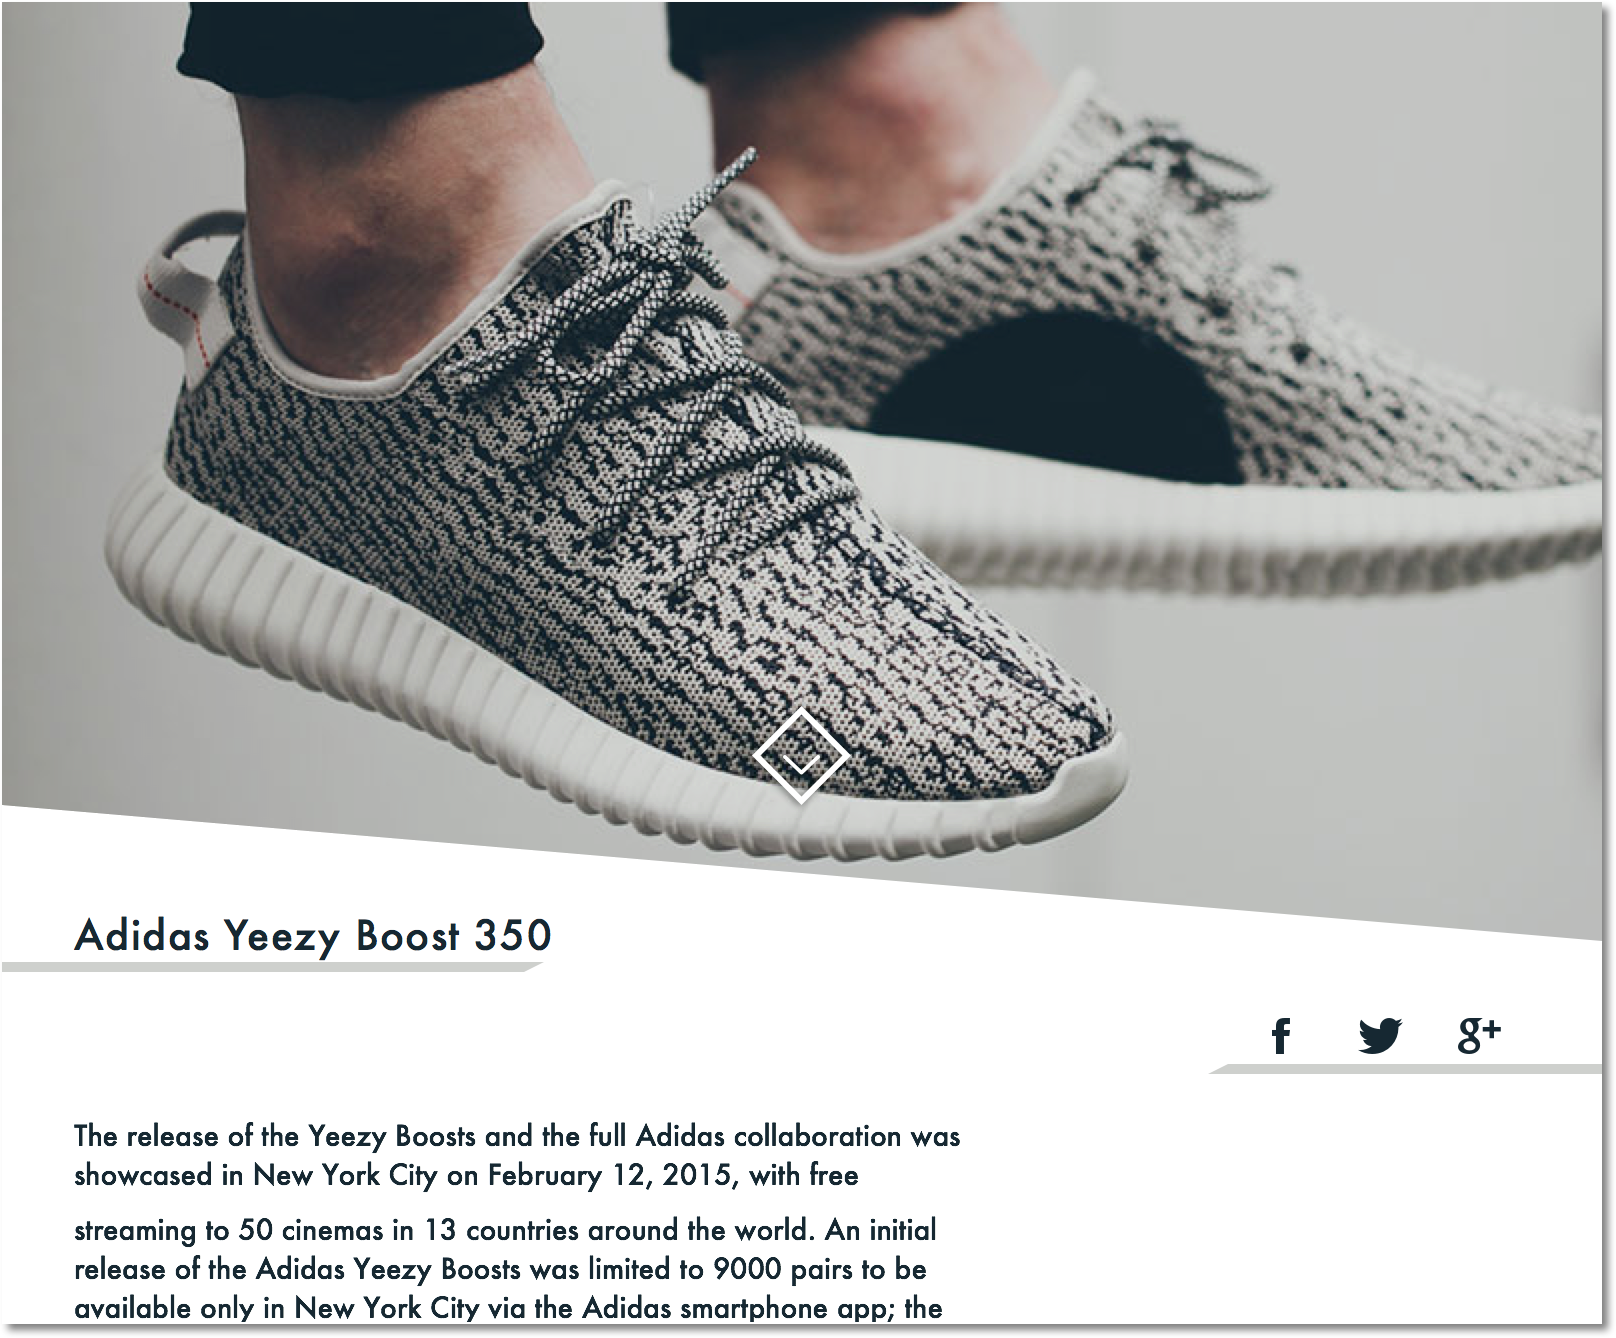 Adidas Yeezy Boost 350
f g+
The release of the Yeezy Boosts and the full Adidas collaboration was
showcased in New York City on February 12, 2015, with free
streaming to 50 cinemas in 13 countries around the world. An initial
release of the Adidas Yeezy Boosts was limited to 9000 pairs to be
available only in New York City via the Adidas smartphone app; the